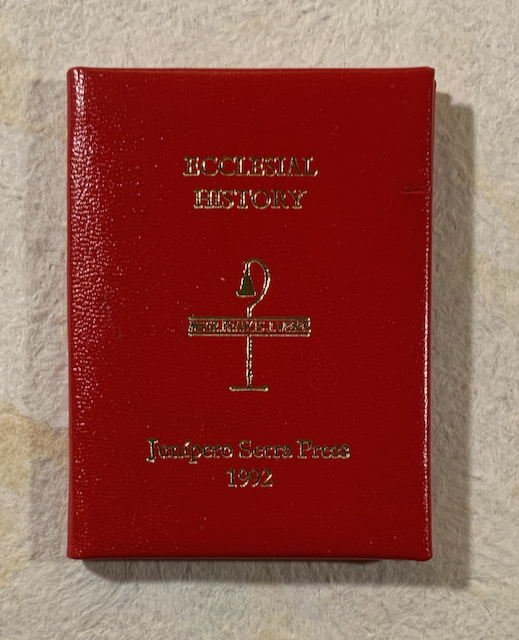 ECCLESIAL
HISTORY
Junípero Serra Press
1992